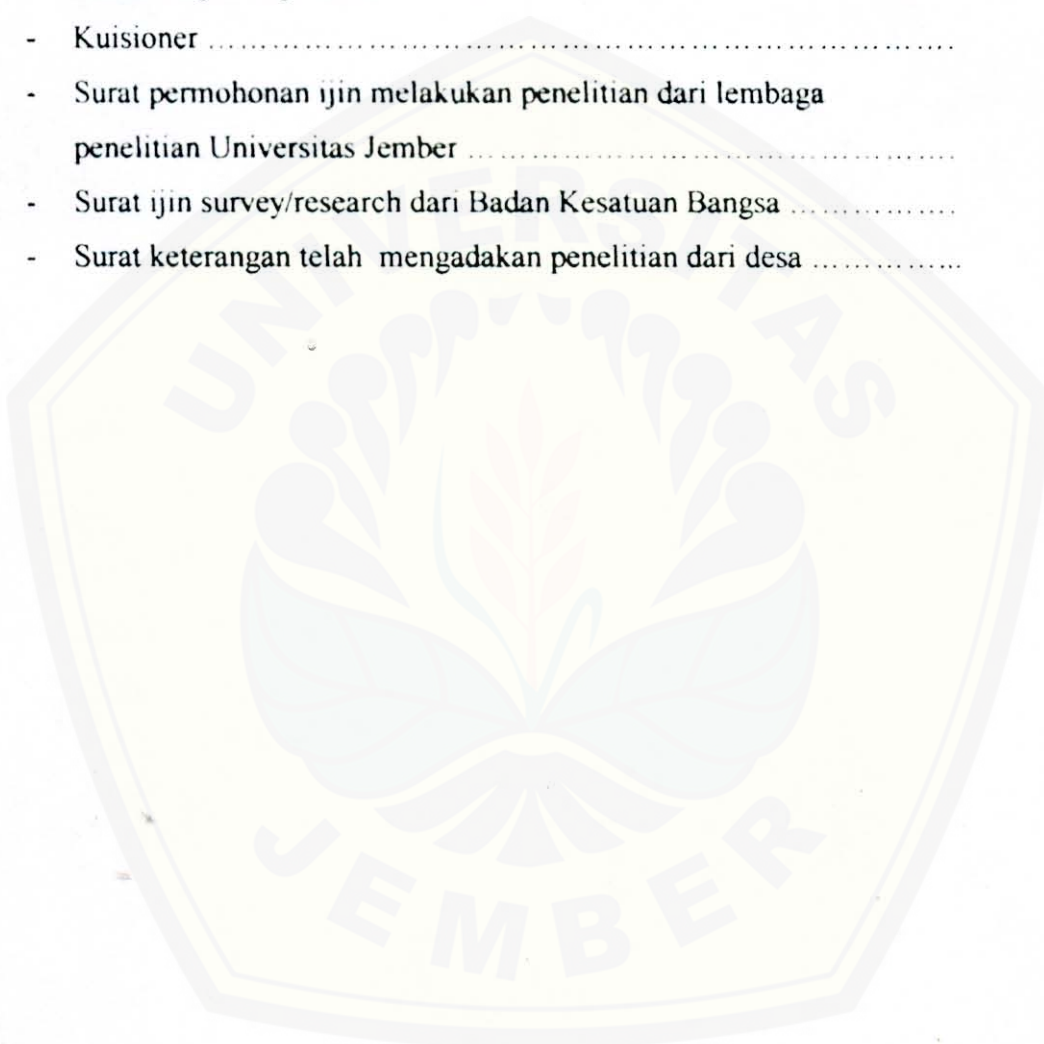 - Kuisioner ..............................................................
- Surat permohonan ijin melakukan penelitian dari lembaga
penelitian Universitas Jember ........................................
- Surat ijin survey/research dari Badan Kesatuan Bangsa ..............
- Surat keterangan telah mengadakan penelitian dari desa ..............
UNIVERSITAS
JEMBER